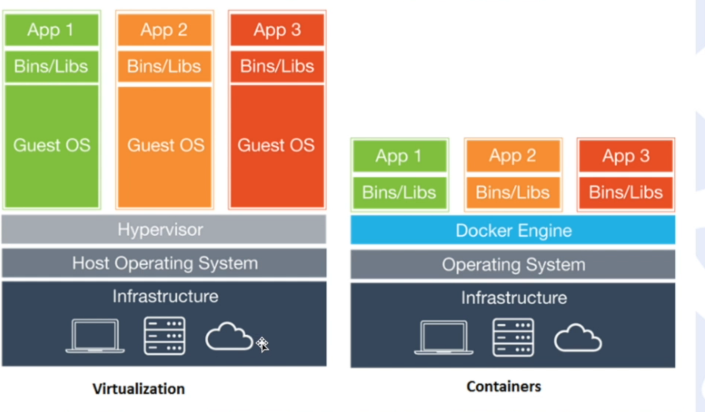 App 1
App 2
App 3
Bins/Libs
Bins/Libs
Bins/Libs
Guest OS
Guest OS
Guest OS
Hypervisor
Host Operating System
Infrastructure
Virtualization
App 1
App 2
App 3
Bins/Libs
Bins/Libs
Bins/Libs
Docker Engine
Operating System
Infrastructure
Containers